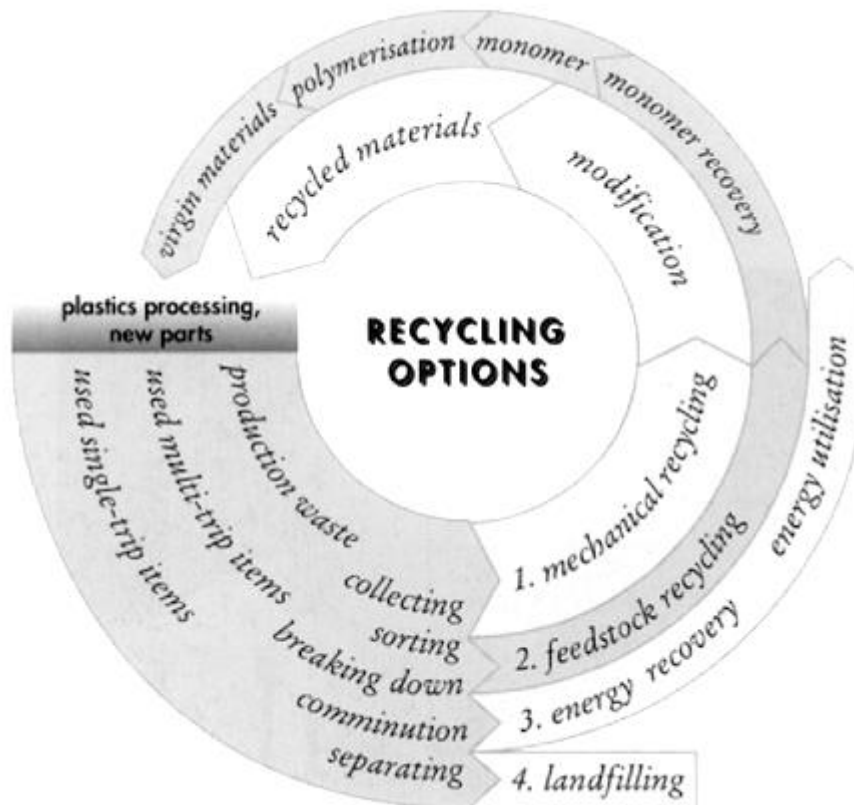 virgin materials
polymerisation
monomer
monomer recovery
recycled materials
modification
plastics processing,
new parts
RECYCLING
OPTIONS
used single-trip items
used multi-trip items
production waste
collecting
sorting
breaking down
comminution
separating
1. mechanical recycling
2. feedstock recycling
3. energy recovery
energy utilisation
4. landfilling